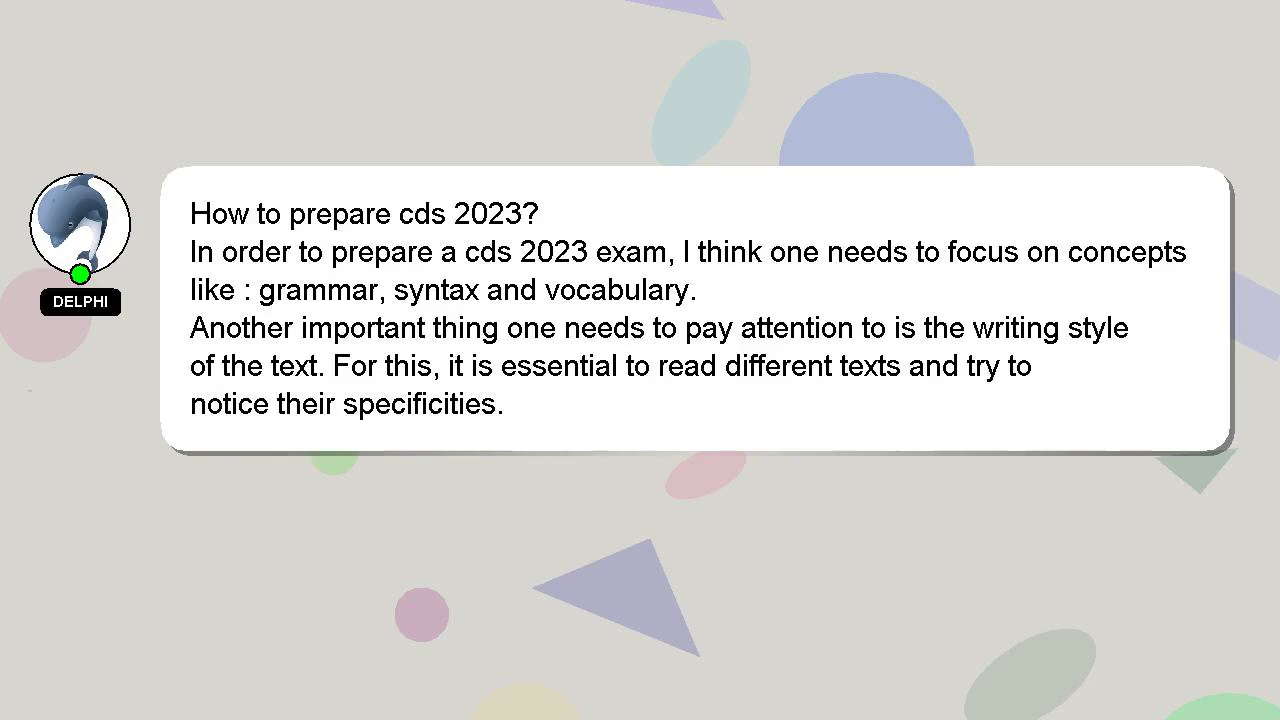 How to prepare cds 2023?
In order to prepare a cds 2023 exam, I think one needs to focus on concepts
like : grammar, syntax and vocabulary.
Another important thing one needs to pay attention to is the writing style
of the text. For this, it is essential to read different texts and try to
notice their specificities.
DELPHI